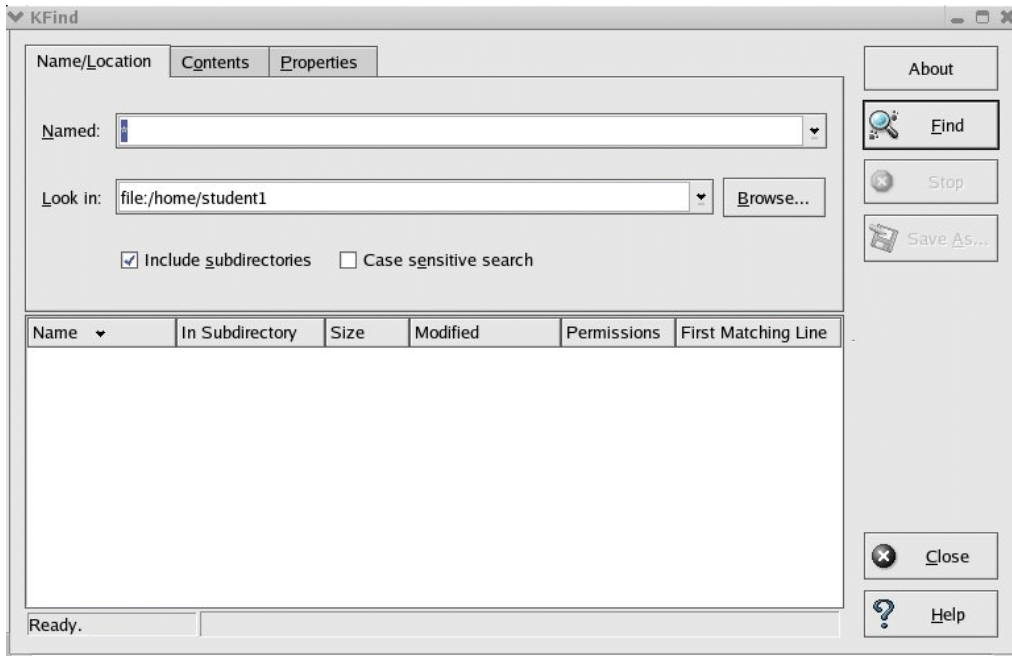 KFind
Name/Location Contents Properties
About
Named: *
Find
Look in: file:/home/student1 Browse...
Stop
Save As...
Include subdirectories Case sensitive search
Name In Subdirectory Size Modified Permissions First Matching Line
Close
Help
Ready.